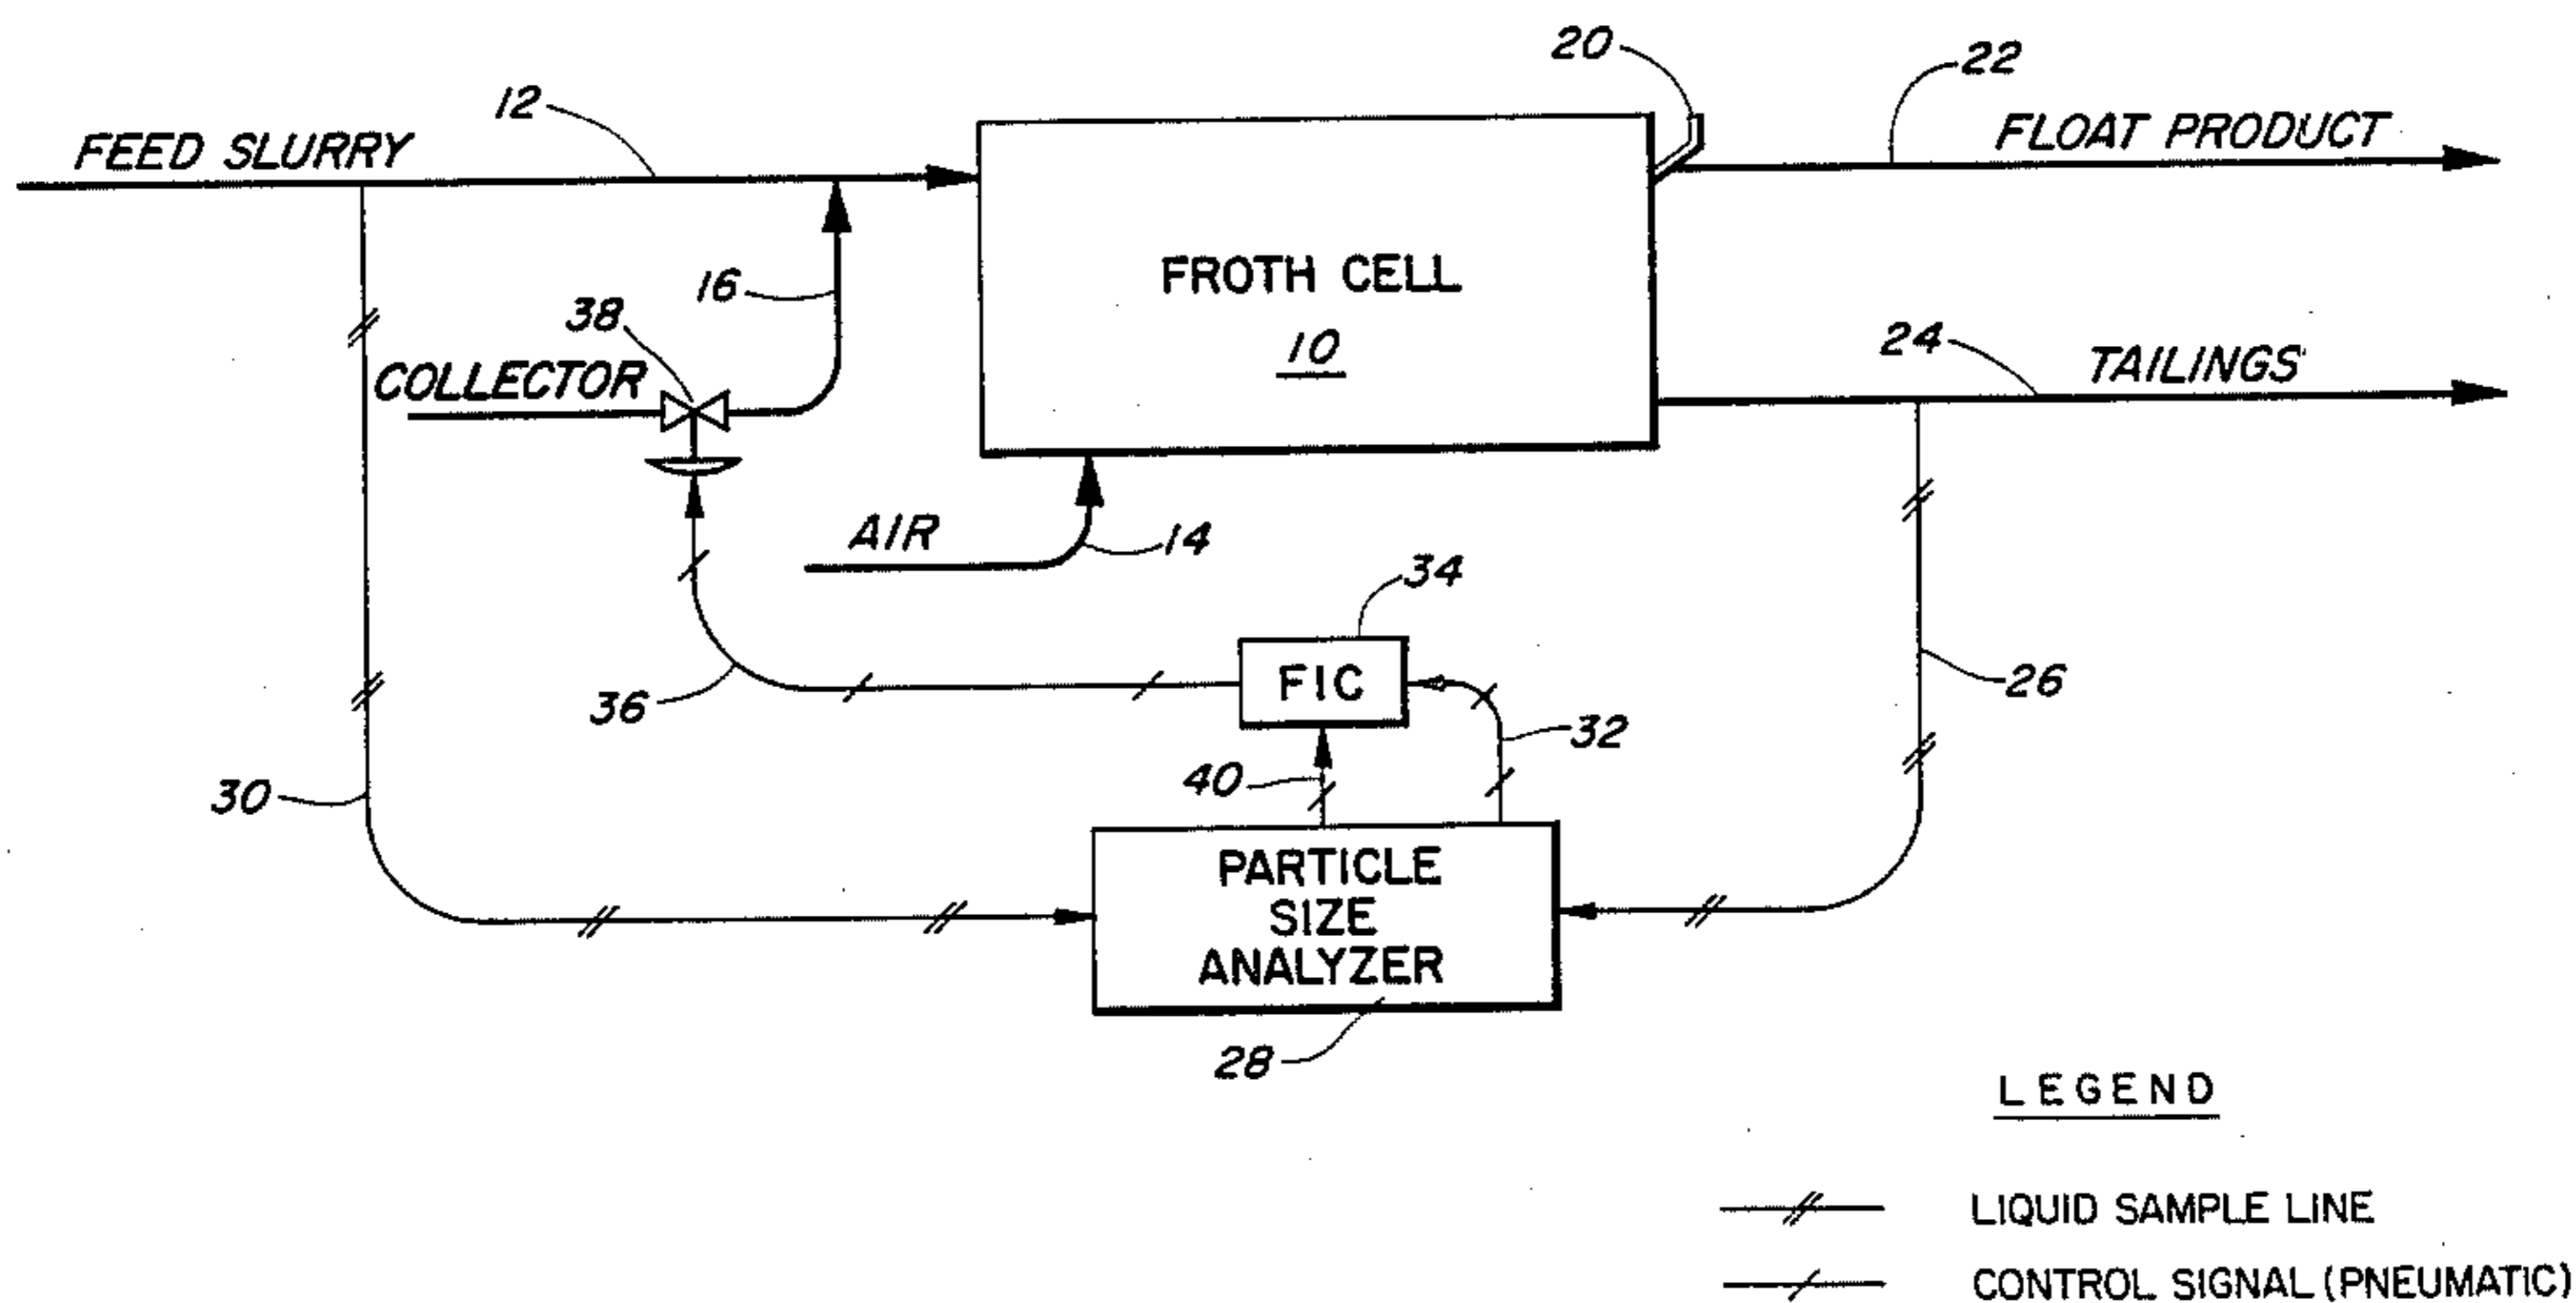 20
22
12
FEED SLURRY
FLOAT PRODUCT
FROTH CELL
10
16
38
24
COLLECTOR
TAILINGS
AIR
14
34
FIC
26
36
32
40
30
PARTICLE
SIZE
ANALYZER
28
LEGEND
LIQUID SAMPLE LINE
CONTROL SIGNAL (PNEUMATIC)